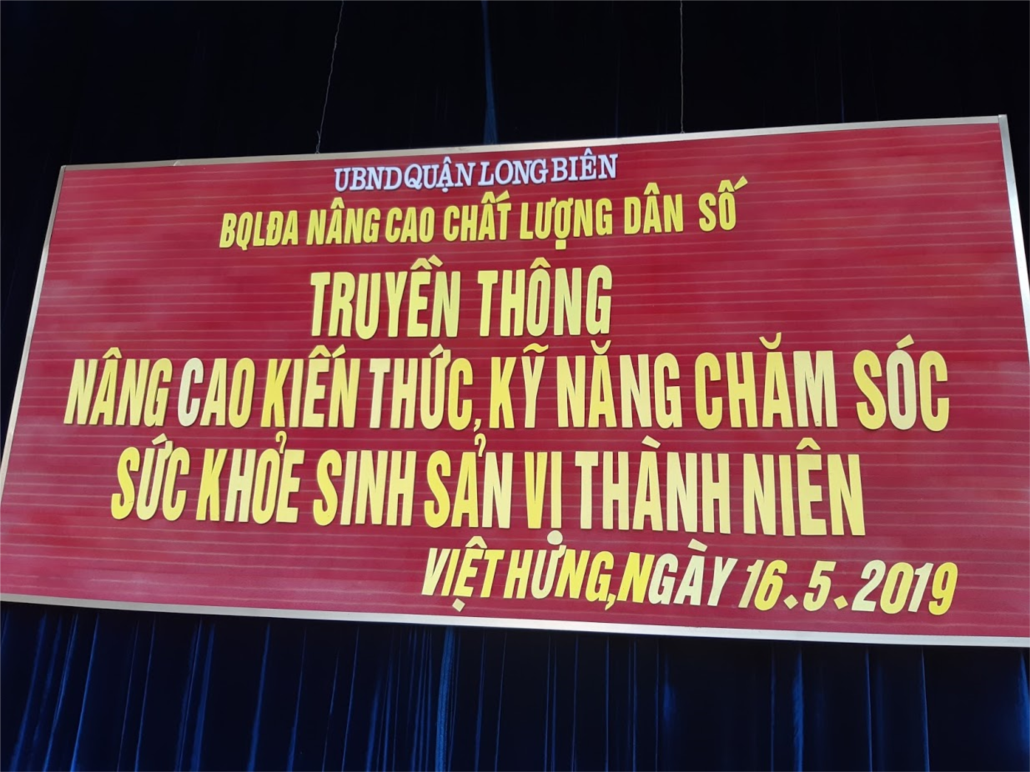 UBND QUẬN LONG BIÊN
BQLĐA NÂNG CAO CHẤT LƯỢNG DÂN SỐ
TRUYỀN THÔNG
NÂNG CAO KIẾN THỨC, KỸ NĂNG CHĂM SÓC
SỨC KHỎE SINH SẢN VỊ THÀNH NIÊN
VIỆT HƯNG, NGÀY 16.5.2019